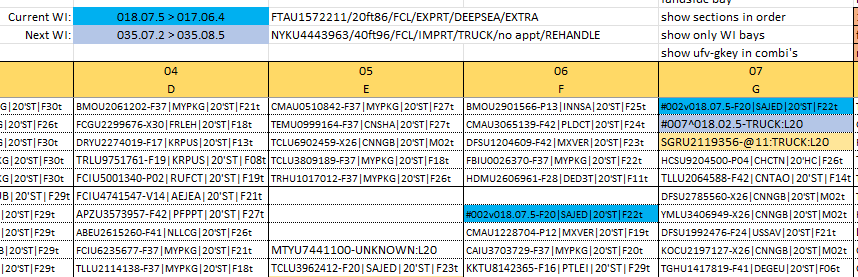 landside bay
Current WI: 018.07.5 > 017.06.4 FTAU1572211/20ft86/FCL/EXPRT/DEEPSEA/EXTRA show sections in order
Next WI: 035.07.2 > 035.08.5 NYKU4443963/40ft96/FCL/IMPRT/TRUCK/no appt/REHANDLE show only WI bays
show ufv-gkey in combi's
04 05 06 07
D E F G
G|20'ST|F30t BMOU2061202-F37|MYPKG|20'ST|F21t CMAU0510842-F37|MYPKG|20'ST|F27t BMOU2901566-P13|INNSA|20'ST|F25t #002v018.07.5-F20|SAJED|20'ST|F22t
G|20'ST|F26t FCGU2299676-X30|FRLEH|20'ST|F18t TEMU0999164-F37|CNSHA|20'ST|F27t CMAU3065139-F42|PLDCT|20'ST|F24t #007^018.02.5-TRUCK:L20
G|20'ST|F30t DRYU2274019-F17|KRPUS|20'ST|F13t TCLU6902459-X26|CNNGB|20'ST|M02t DFSU1204609-F42|MXVER|20'ST|F23t SGRU2119356-@11:TRUCK:L20
G|20'ST|F30t TRLU9751761-F19|KRPUS|20'ST|F08t TCLU3809189-F37|MYPKG|20'ST|F18t FBIU0026370-F37|MYPKG|20'ST|F22t HCSU9204500-P04|CHCTN|20'HC|F26t
G|20'ST|F30t FCIU5001340-P02|RUFCT|20'ST|F19t TRHU1017012-F37|MYPKG|20'ST|F26t HDMU2606961-F28|DED3T|20'ST|F11t TLLU2064588-F42|CNTAO|20'ST|F14t
UB|20'ST|F29t FCIU4741547-V14|AEJEA|20'ST|F21t DFSU2785560-X26|CNNGB|20'ST|M02t
|20'ST|F29t APZU3573957-F42|PFPPT|20'ST|F27t #002v018.07.5-F20|SAJED|20'ST|F22t YMLU3406949-X26|CNNGB|20'ST|M02t
|20'ST|F29t ABEU2615260-F41|NLLCG|20'ST|F26t CMAU1228704-P12|MXVER|20'ST|F19t DFSU1992476-F24|USSAV|20'ST|F21t
B|20'ST|F29t FCIU6235677-F37|MYPKG|20'ST|F21t MTYU7441100-UNKNOWN:L20 CAIU3703729-F37|MYPKG|20'ST|F20t KOCU2197127-X26|CNNGB|20'ST|M02t
|20'ST|F29t TLLU2114138-F37|MYPKG|20'ST|F18t TCLU3962412-F20|SAJED|20'ST|F23t KKTU8142365-F16|PTLEI|20'ST|F29t TGHU1417819-F41|DEGEU|20'ST|F06t